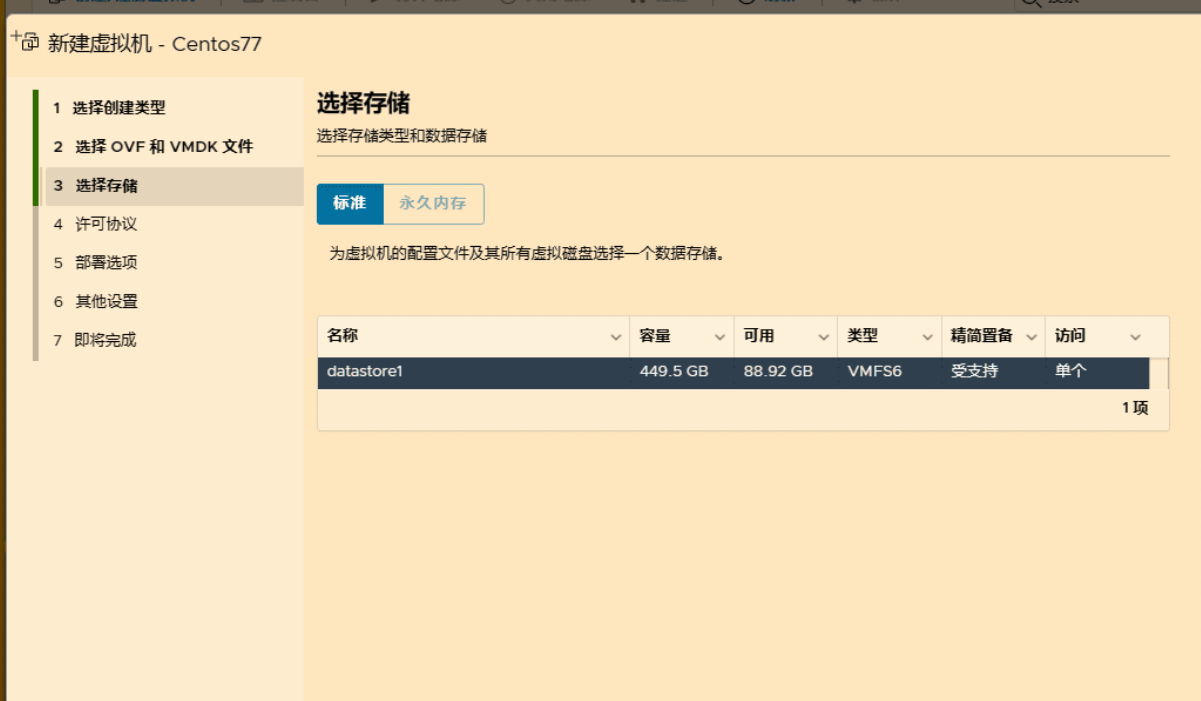 新建虚拟机 - Centos77
1 选择创建类型
2 选择 OVF 和 VMDK 文件
3 选择存储
4 许可协议
5 部署选项
6 其他设置
7 即将完成
选择存储
选择存储类型和数据存储
标准 永久内存
为虚拟机的配置文件及其所有虚拟磁盘选择一个数据存储。
名称 容量 可用 类型 精简置备 访问
datastore1 449.5 GB 88.92 GB VMFS6 受支持 单个
1 项